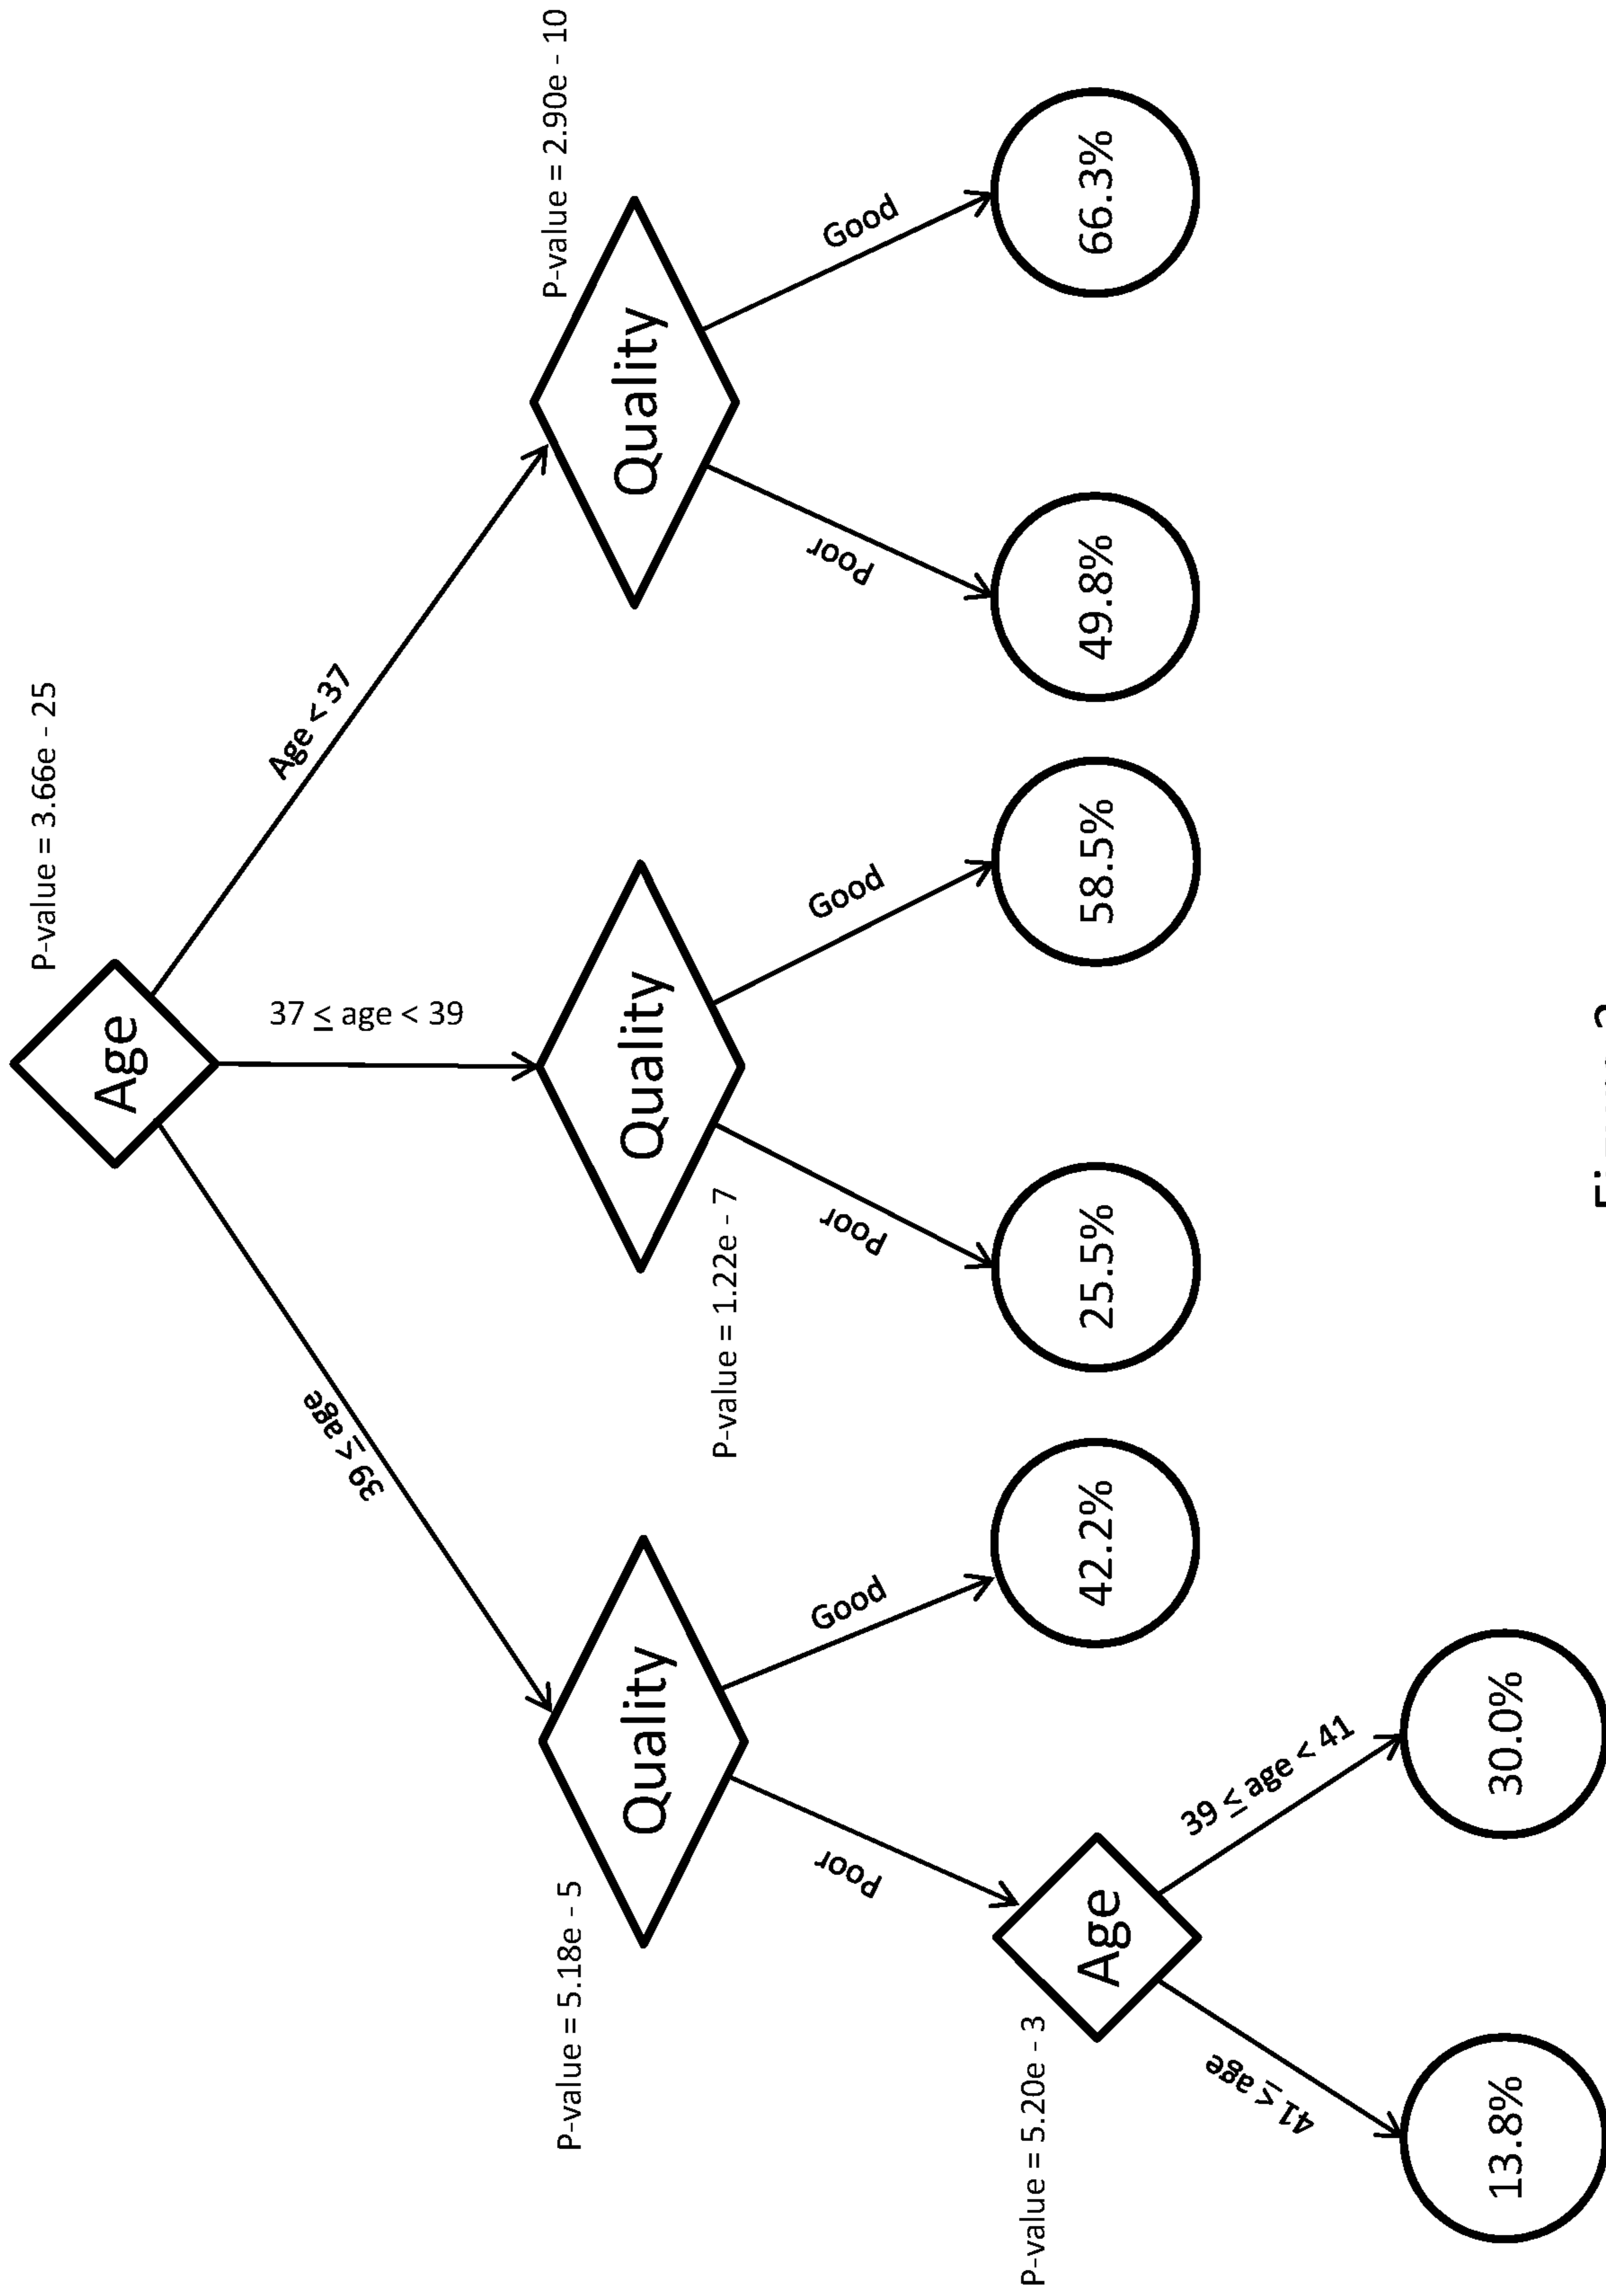 P-value = 3.66e - 25
Age
39 ≤ age
37 ≤ age < 39
Age < 37
P-value = 5.18e - 5
Quality
P-value = 1.22e - 7
Quality
P-value = 2.90e - 10
Quality
Poor
Good
Poor
Good
Poor
Good
P-value = 5.20e - 3
Age
42.2%
25.5%
58.5%
49.8%
66.3%
41 ≤ age
39 ≤ age < 41
13.8%
30.0%